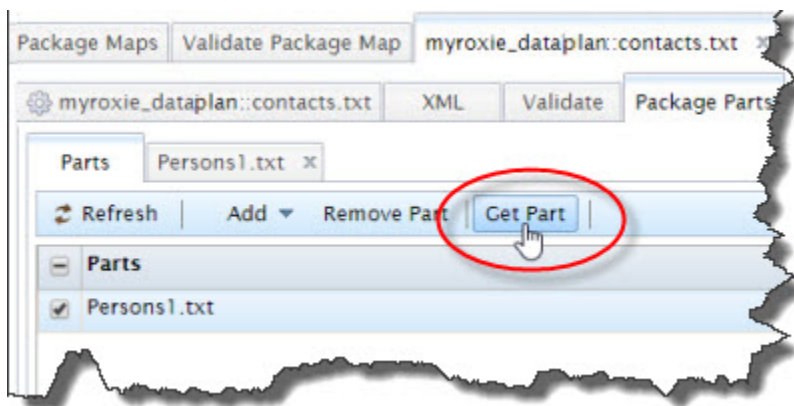 Package Maps Validate Package Map myroxie_dataplan::contacts.txt x
myroxie_dataplan::contacts.txt XML Validate Package Parts
Parts Persons1.txt x
Refresh Add Remove Part Get Part
Parts
Persons1.txt